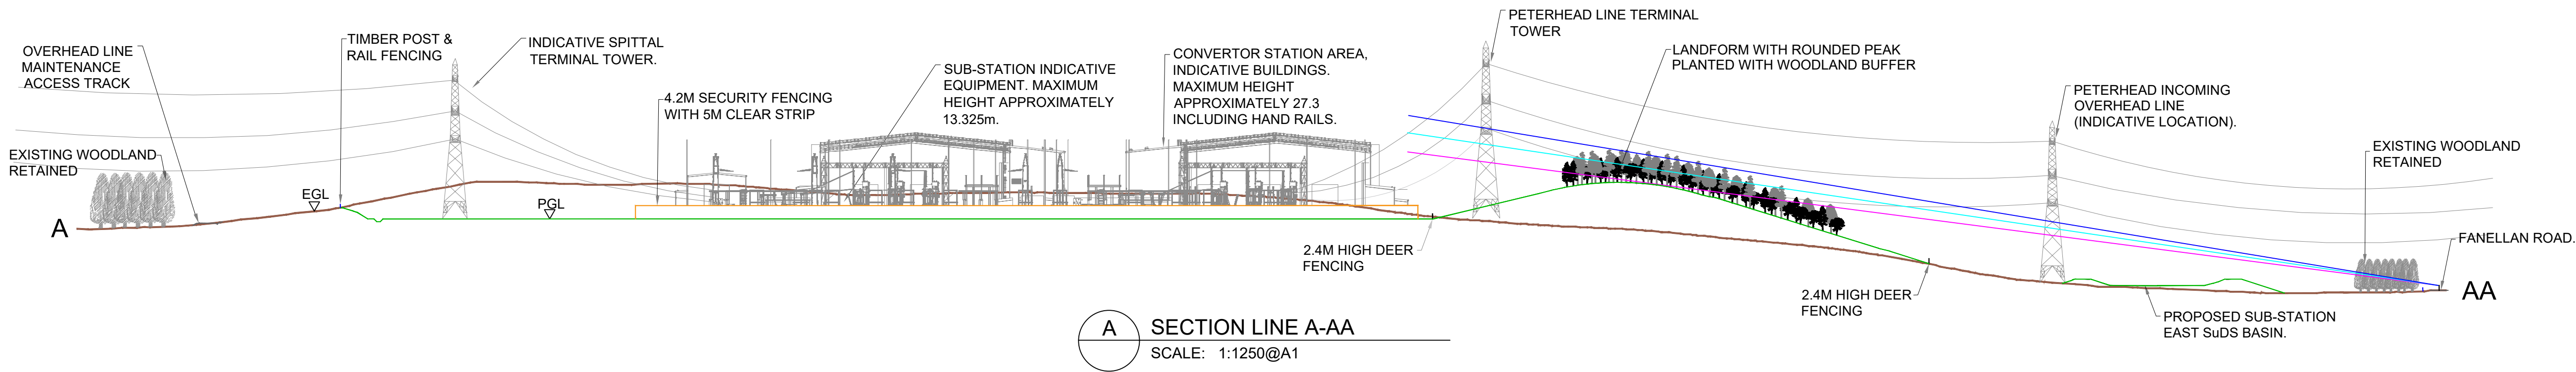 OVERHEAD LINE
MAINTENANCE
ACCESS TRACK
TIMBER POST &
RAIL FENCING
INDICATIVE SPITTAL
TERMINAL TOWER.
4.2M SECURITY FENCING
WITH 5M CLEAR STRIP
SUB-STATION INDICATIVE
EQUIPMENT. MAXIMUM
HEIGHT APPROXIMATELY
13.325m.
CONVERTOR STATION AREA,
INDICATIVE BUILDINGS.
MAXIMUM HEIGHT
APPROXIMATELY 27.3
INCLUDING HAND RAILS.
PETERHEAD LINE TERMINAL
TOWER
LANDFORM WITH ROUNDED PEAK
PLANTED WITH WOODLAND BUFFER
PETERHEAD INCOMING
OVERHEAD LINE
(INDICATIVE LOCATION).
EXISTING WOODLAND
RETAINED
EXISTING WOODLAND
RETAINED
EGL
PGL
A
2.4M HIGH DEER
FENCING
2.4M HIGH DEER
FENCING
FANELLAN ROAD.
AA
PROPOSED SUB-STATION
EAST SuDS BASIN.
A
SECTION LINE A-AA
SCALE: 1:1250@A1